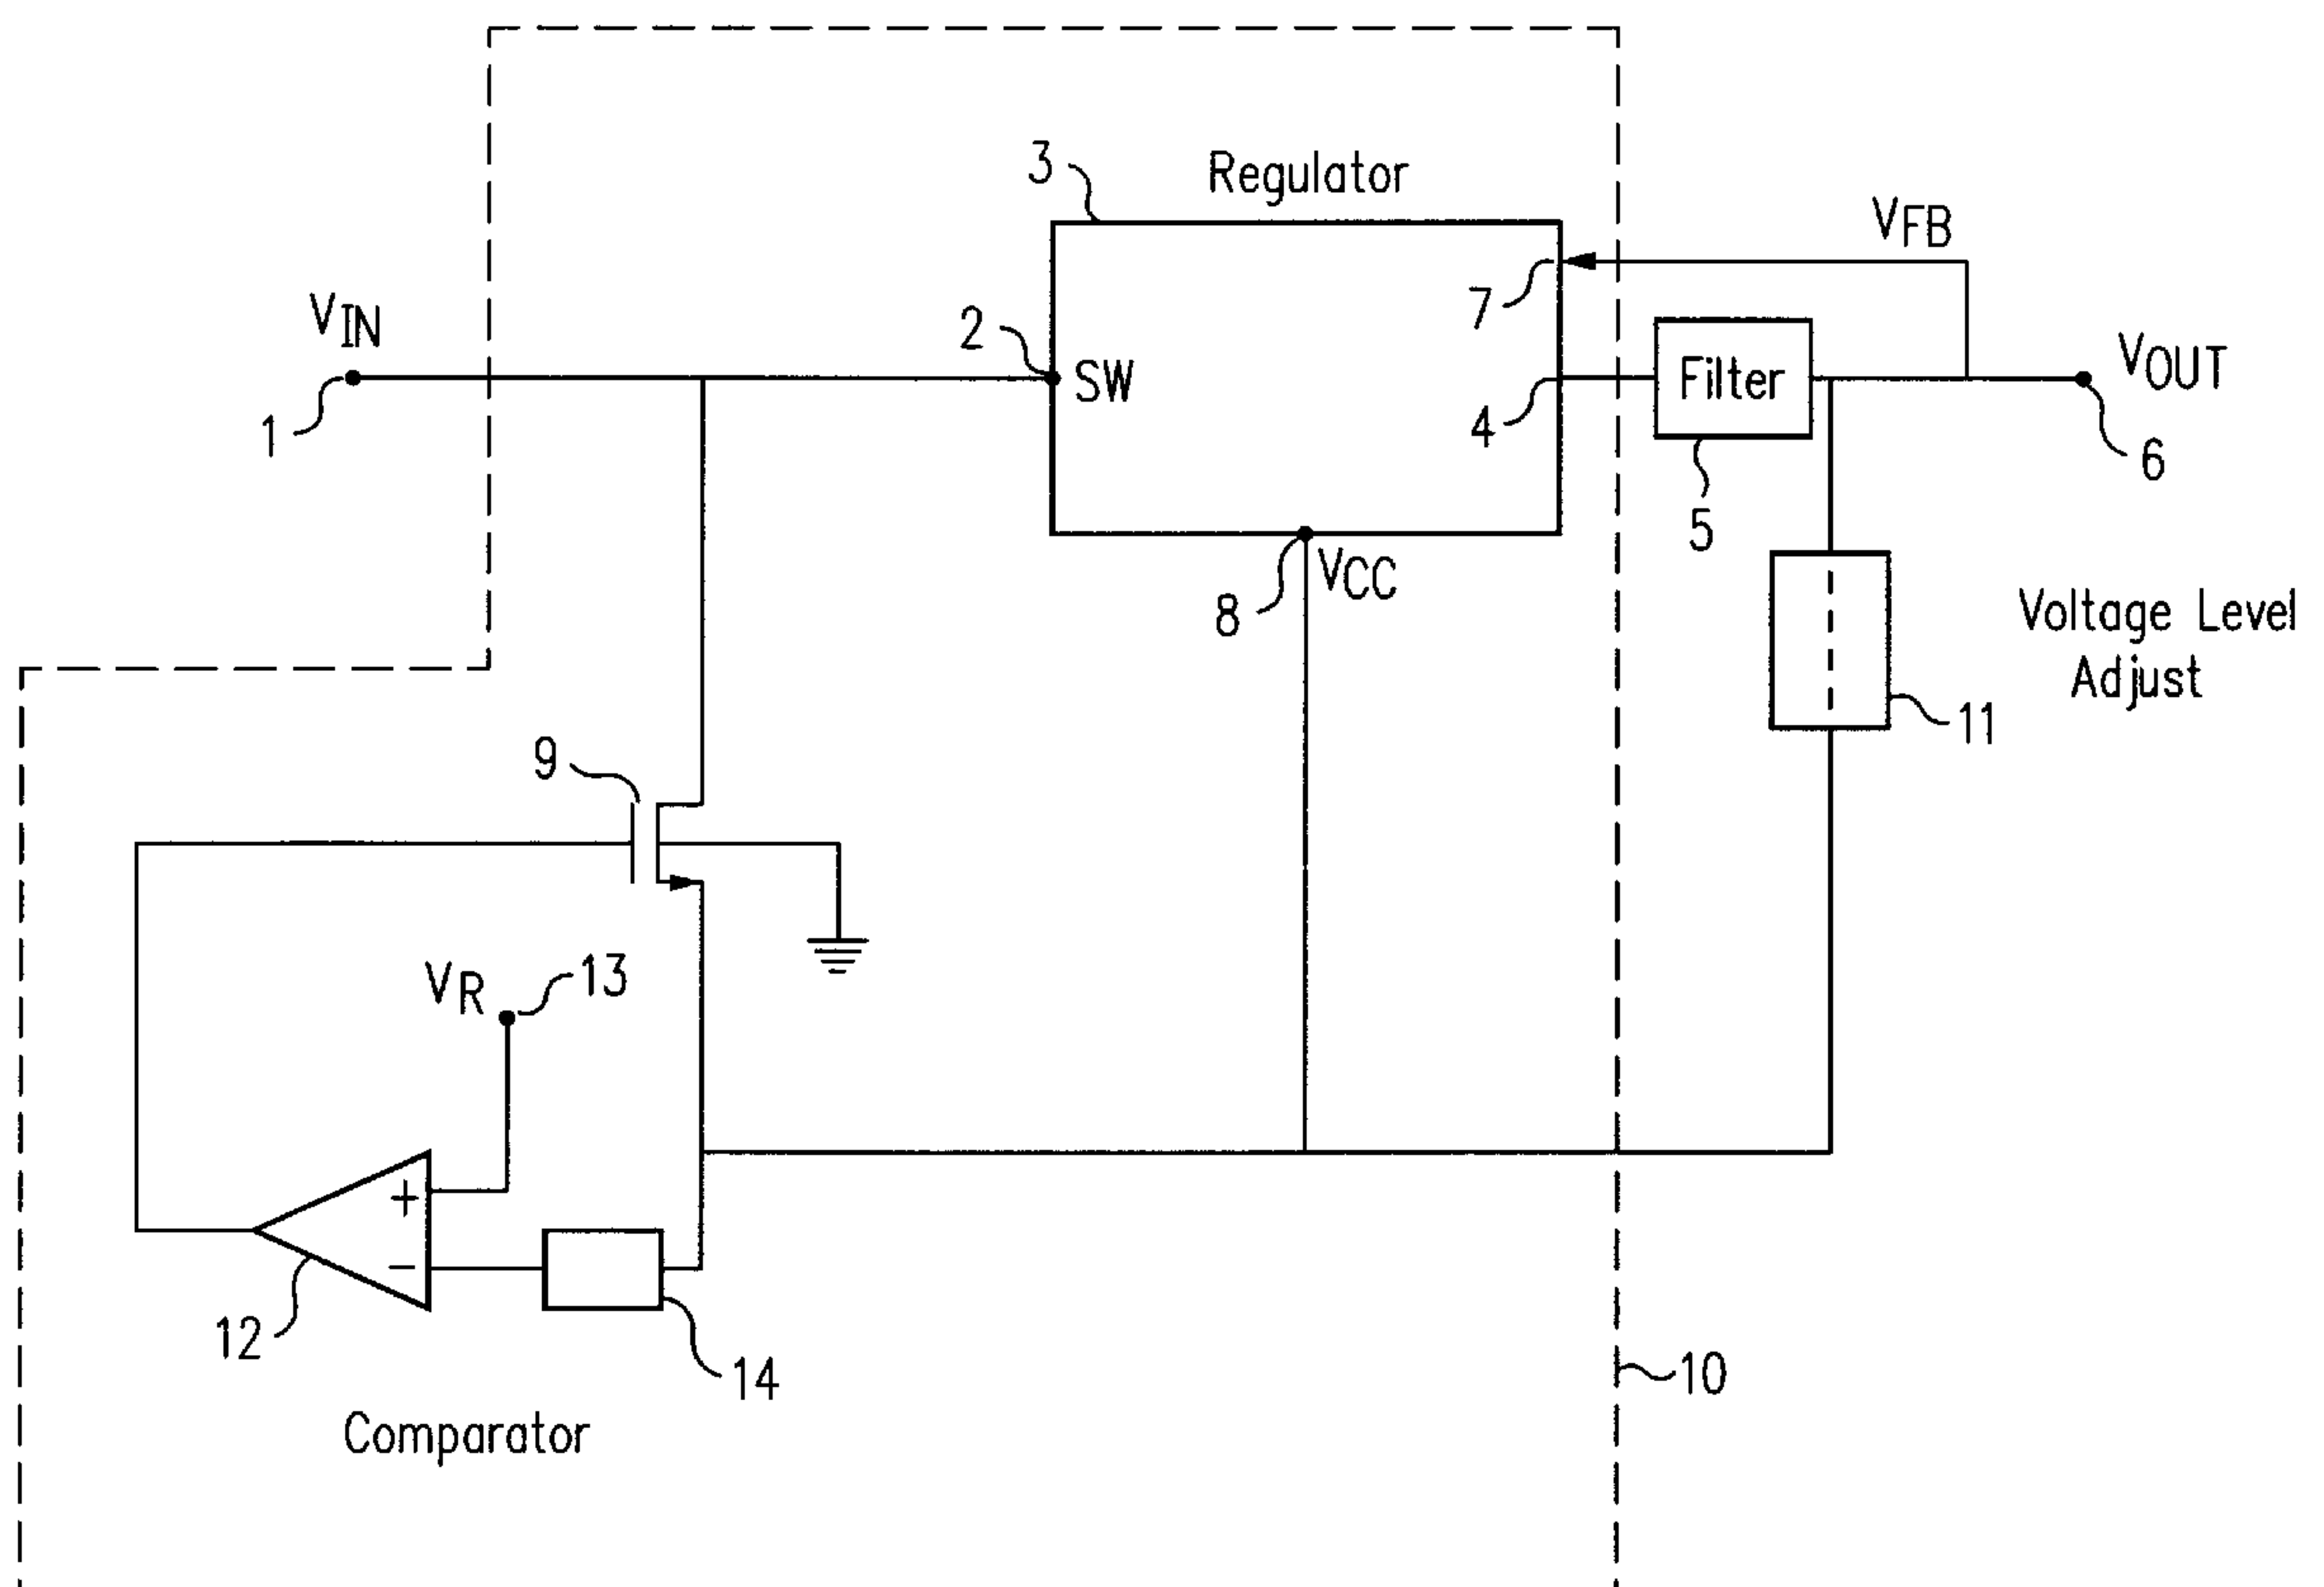 3
Regulator
VFB
7
VIN
2
SW
Filter
VOUT
1
4
6
5
VCC
8
Voltage Level
Adjust
11
9
VR
13
+
−
12
14
10
Comparator